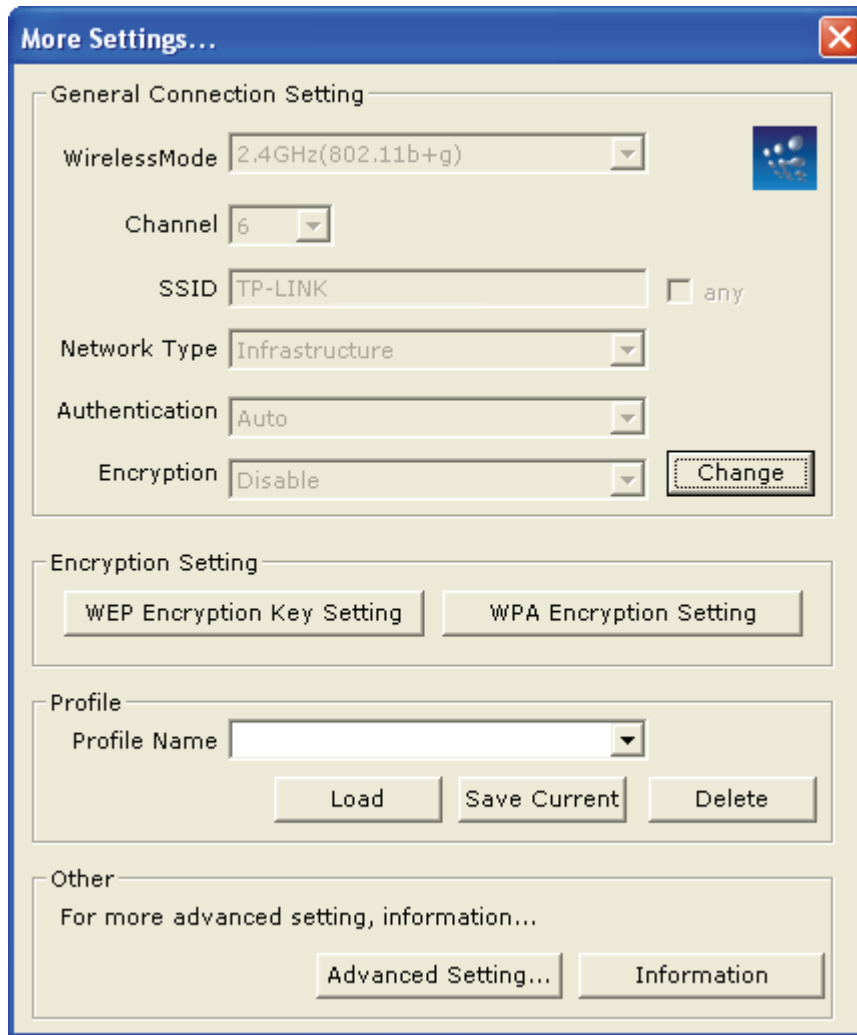 More Settings...
General Connection Setting
WirelessMode 2.4GHz(802.11b+g)
Channel 6
SSID TP-LINK any
Network Type Infrastructure
Authentication Auto
Encryption Disable Change
Encryption Setting
WEP Encryption Key Setting WPA Encryption Setting
Profile
Profile Name
Load Save Current Delete
Other
For more advanced setting, information...
Advanced Setting... Information